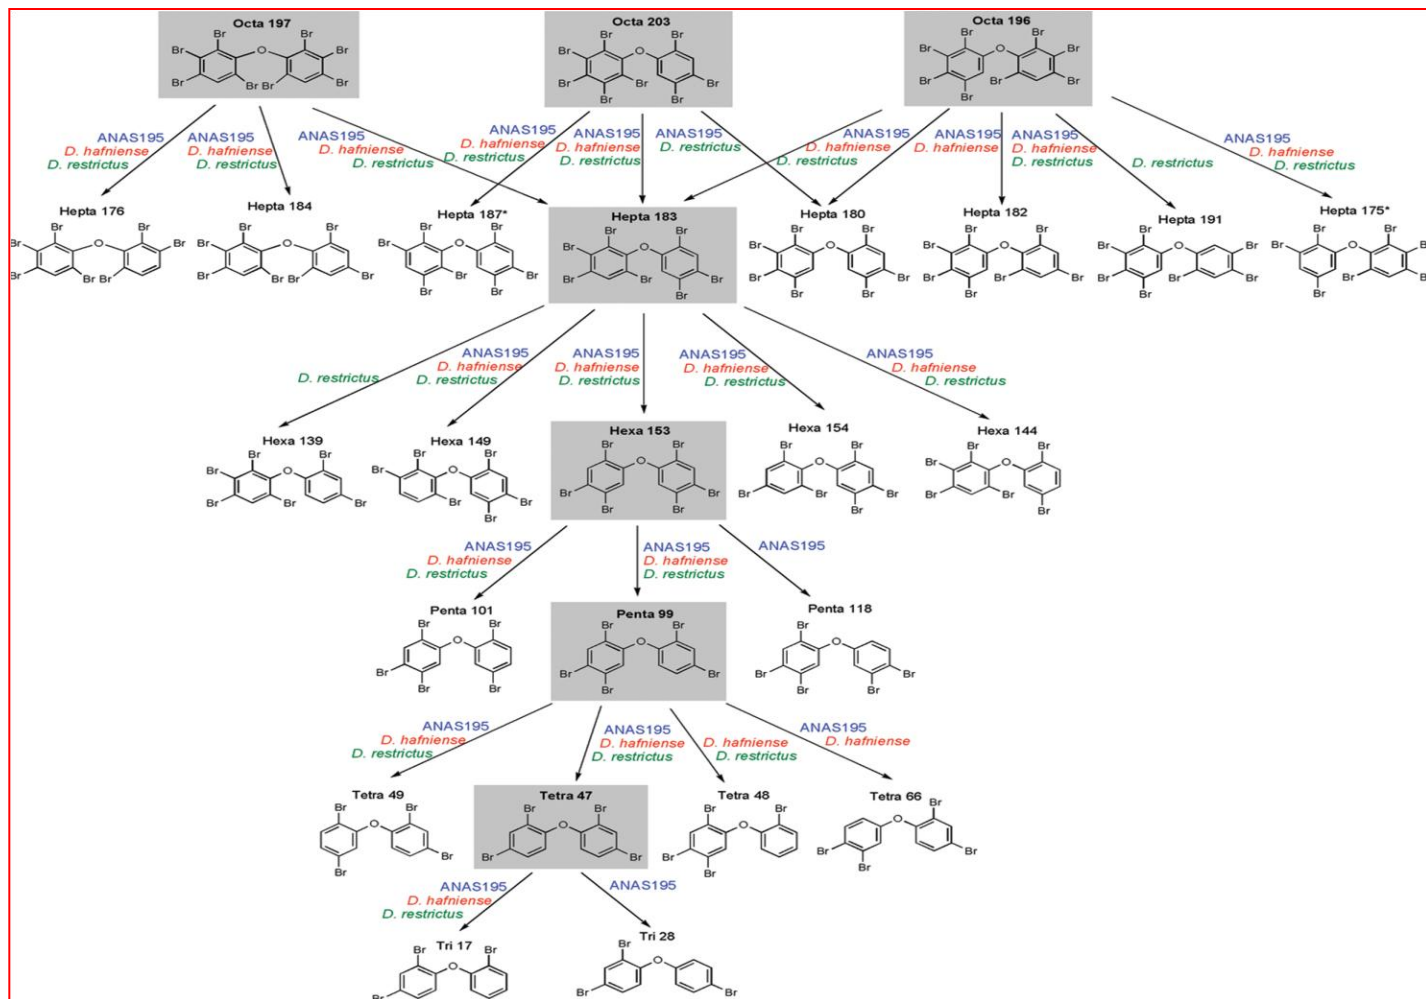 Octa 197
Octa 203
Octa 196
ANAS195
D. hafniense
D. restrictus
ANAS195
D. hafniense
D. restrictus
ANAS195
D. hafniense
D. restrictus
ANAS195
D. hafniense
D. restrictus
ANAS195
D. hafniense
D. restrictus
ANAS195
D. restrictus
ANAS195
D. hafniense
D. restrictus
ANAS195
D. hafniense
ANAS195
D. hafniense
D. restrictus
D. restrictus
ANAS195
D. hafniense
D. restrictus
Hepta 176
Hepta 184
Hepta 187*
Hepta 183
Hepta 180
Hepta 182
Hepta 191
Hepta 175*
D. restrictus
ANAS195
D. hafniense
D. restrictus
ANAS195
D. hafniense
D. restrictus
ANAS195
D. hafniense
D. restrictus
ANAS195
D. hafniense
D. restrictus
Hexa 139
Hexa 149
Hexa 153
Hexa 154
Hexa 144
ANAS195
D. hafniense
D. restrictus
ANAS195
D. hafniense
D. restrictus
ANAS195
Penta 101
Penta 99
Penta 118
ANAS195
D. hafniense
D. restrictus
ANAS195
D. hafniense
D. restrictus
D. hafniense
D. restrictus
ANAS195
D. hafniense
Tetra 49
Tetra 47
Tetra 48
Tetra 66
ANAS195
D. hafniense
D. restrictus
ANAS195
Tri 17
Tri 28